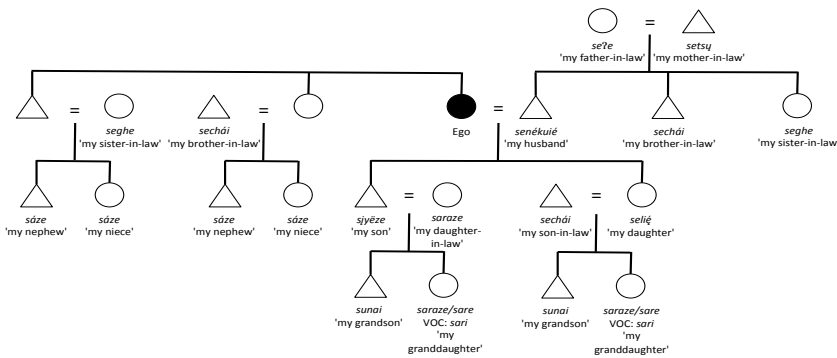 seʔe
'my father-in-law'
setsų
'my mother-in-law'
seghe
'my sister-in-law'
sechái
'my brother-in-law'
Ego
senékuié
'my husband'
sechái
'my brother-in-law'
seghe
'my sister-in-law
sáze
'my nephew'
sáze
'my niece'
sáze
'my nephew'
sáze
'my niece'
sįyëze
'my son'
saraze
'my daughter-
in-law'
sechái
'my son-in-law'
selię́
'my daughter'
sunai
'my grandson'
saraze/sare
VOC: sari
'my
granddaughter'
sunai
'my grandson'
saraze/sare
VOC: sari
'my
granddaughter'